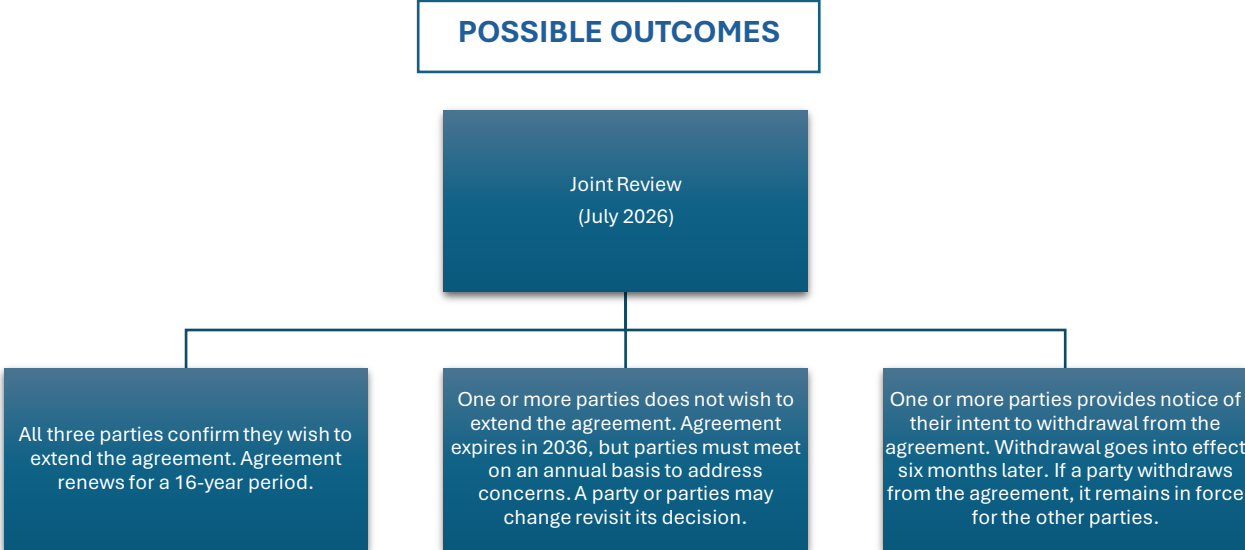 POSSIBLE OUTCOMES
Joint Review
(July 2026)
All three parties confirm they wish to
extend the agreement. Agreement
renews for a 16-year period.
One or more parties does not wish to
extend the agreement. Agreement
expires in 2036, but parties must meet
on an annual basis to address
concerns. A party or parties may
change revisit its decision.
One or more parties provides notice of
their intent to withdrawal from the
agreement. Withdrawal goes into effect
six months later. If a party withdraws
from the agreement, it remains in force
for the other parties.